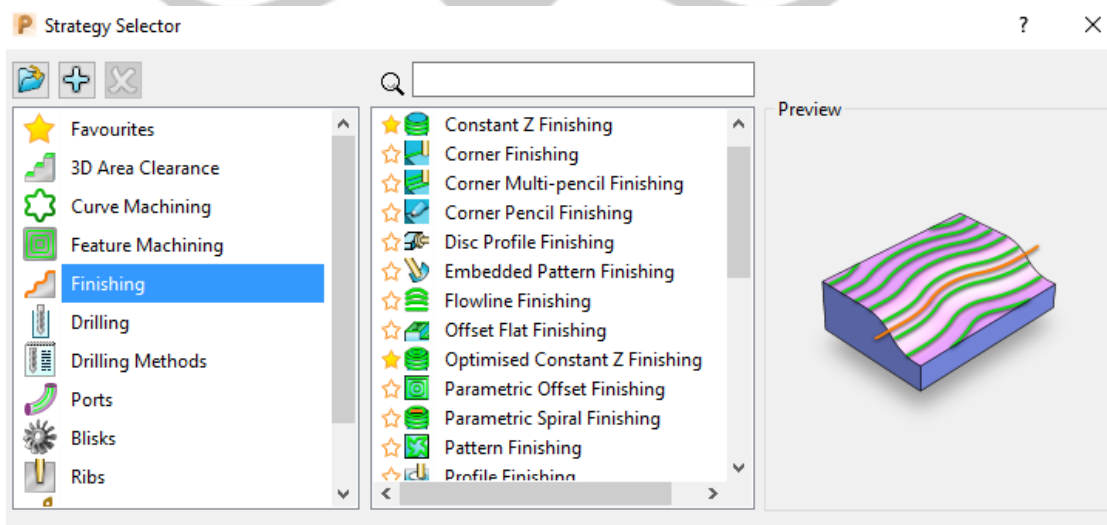 Strategy Selector
?
Preview
Favourites
3D Area Clearance
Curve Machining
Feature Machining
Finishing
Drilling
Drilling Methods
Ports
Blisks
Ribs
Constant Z Finishing
Corner Finishing
Corner Multi-pencil Finishing
Corner Pencil Finishing
Disc Profile Finishing
Embedded Pattern Finishing
Flowline Finishing
Offset Flat Finishing
Optimised Constant Z Finishing
Parametric Offset Finishing
Parametric Spiral Finishing
Pattern Finishing
Profile Finishing